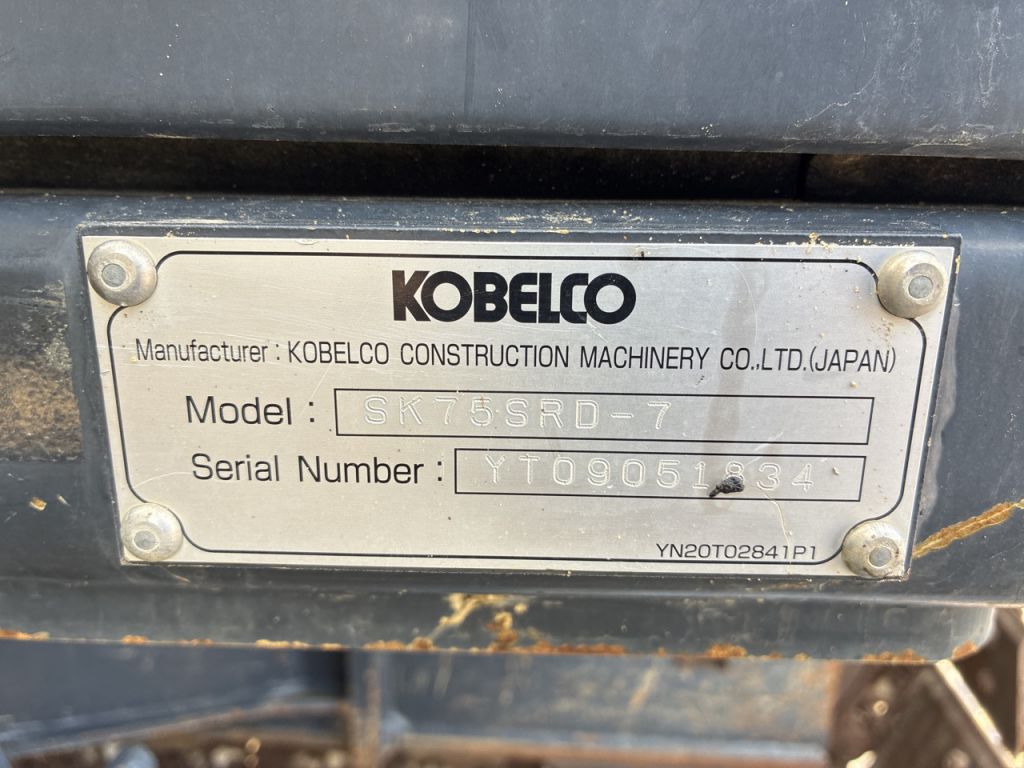 KOBELCO
Manufacturer : KOBELCO CONSTRUCTION MACHINERY CO.,LTD.(JAPAN)
Model : SK75SRD-7
Serial Number : YT09051834
YN20T02841P1